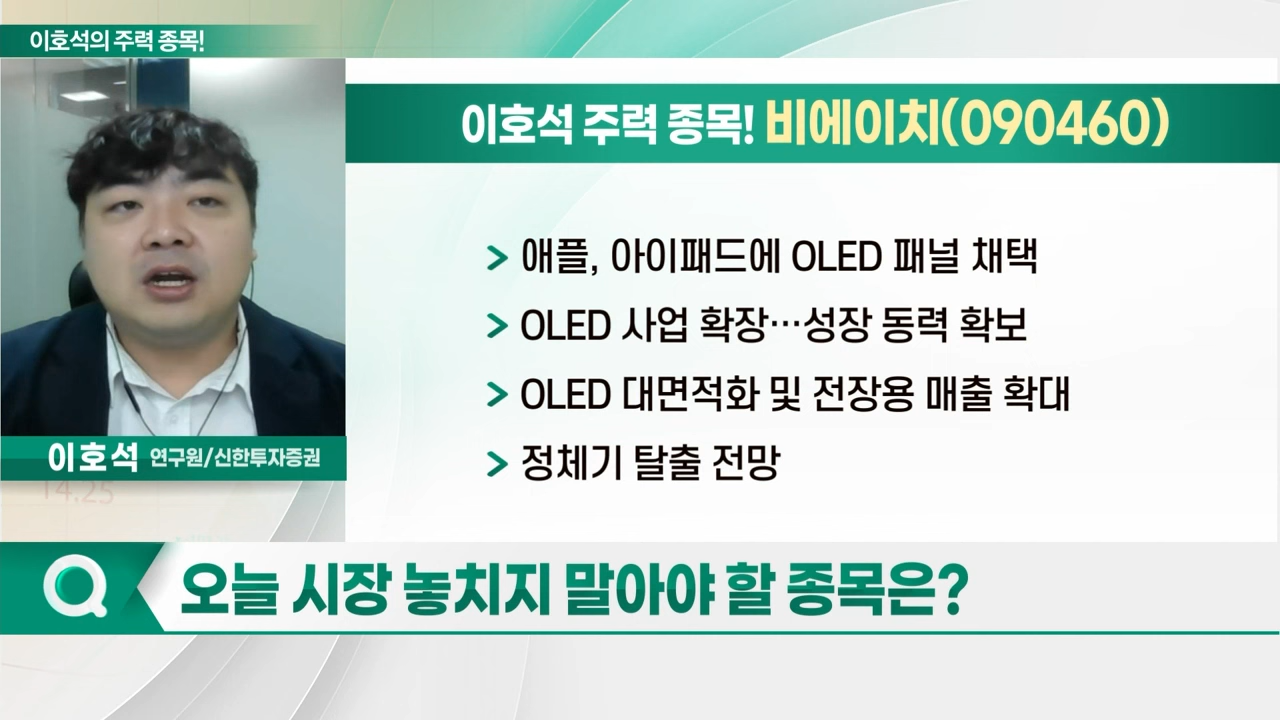 이호석의 주력 종목!
이호석 주력 종목! 비에이치(090460)
> 애플, 아이패드에 OLED 패널 채택
> OLED 사업 확장…성장 동력 확보
> OLED 대면적화 및 전장용 매출 확대
> 정체기 탈출 전망
이호석 연구원/신한투자증권
14.25
Q 오늘 시장 놓치지 말아야 할 종목은?